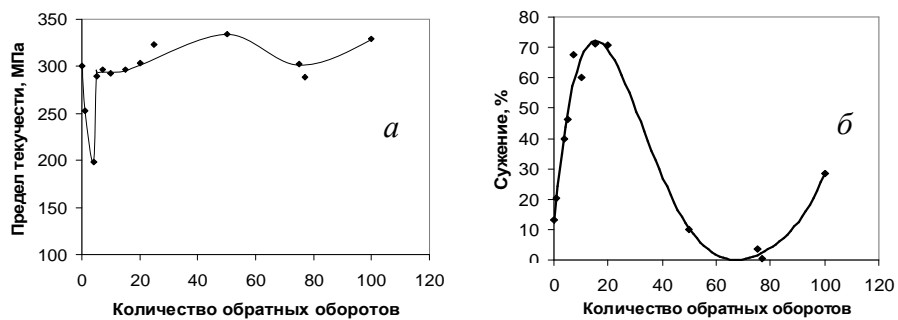 Предел текучести, МПа
400
350
300
250
200
150
100
0 20 40 60 80 100 120
Количество обратных оборотов
а
Сужение, %
80
70
60
50
40
30
20
10
0
0 20 40 60 80 100 120
Количество обратных оборотов
б